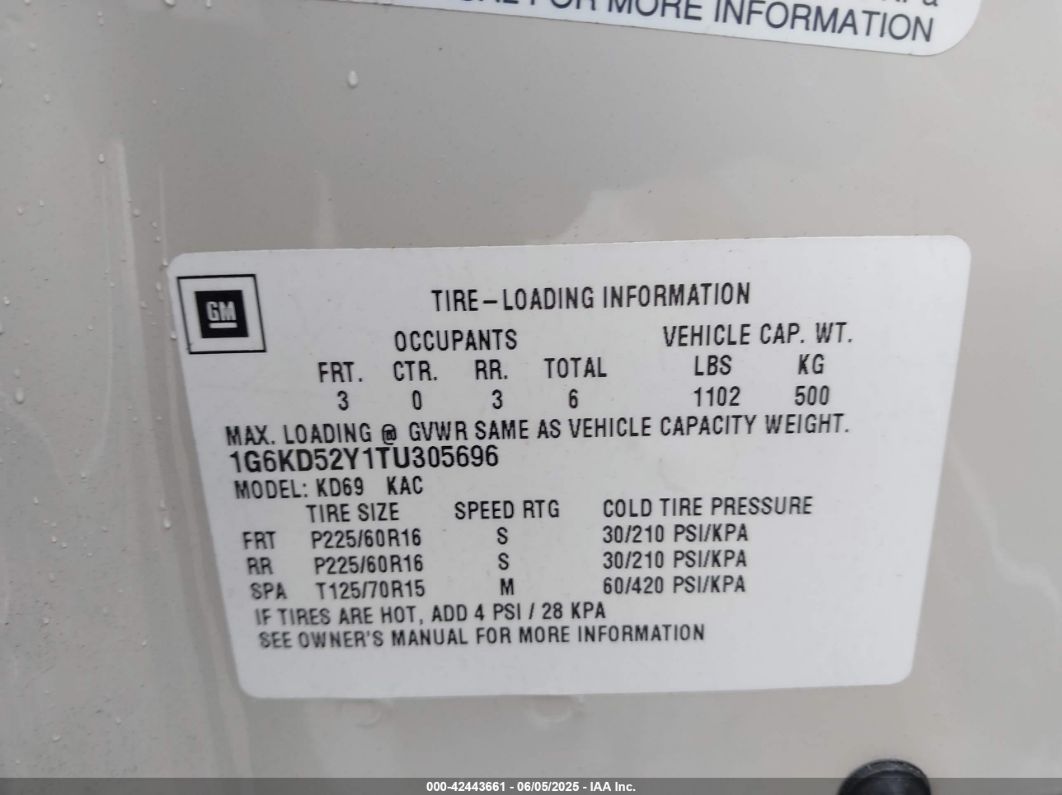 FOR MORE INFORMATION
GM
TIRE-LOADING INFORMATION
OCCUPANTS VEHICLE CAP. WT.
FRT. CTR. RR. TOTAL LBS KG
3 0 3 6 1102 500
MAX. LOADING @ GVWR SAME AS VEHICLE CAPACITY WEIGHT.
1G6KD52Y1TU305696
MODEL: KD69 KAC
TIRE SIZE SPEED RTG COLD TIRE PRESSURE
FRT P225/60R16 S 30/210 PSI/KPA
RR P225/60R16 S 30/210 PSI/KPA
SPA T125/70R15 M 60/420 PSI/KPA
IF TIRES ARE HOT, ADD 4 PSI / 28 KPA
SEE OWNER'S MANUAL FOR MORE INFORMATION
000-42443661 - 06/05/2025 - IAA Inc.